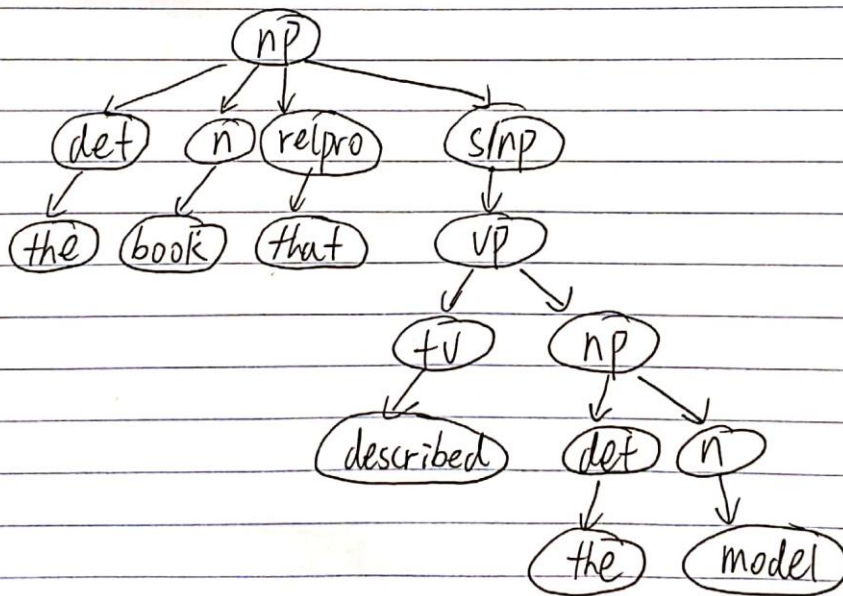 np
det n relpro s/np
the book that vp
tv np
described det n
the model